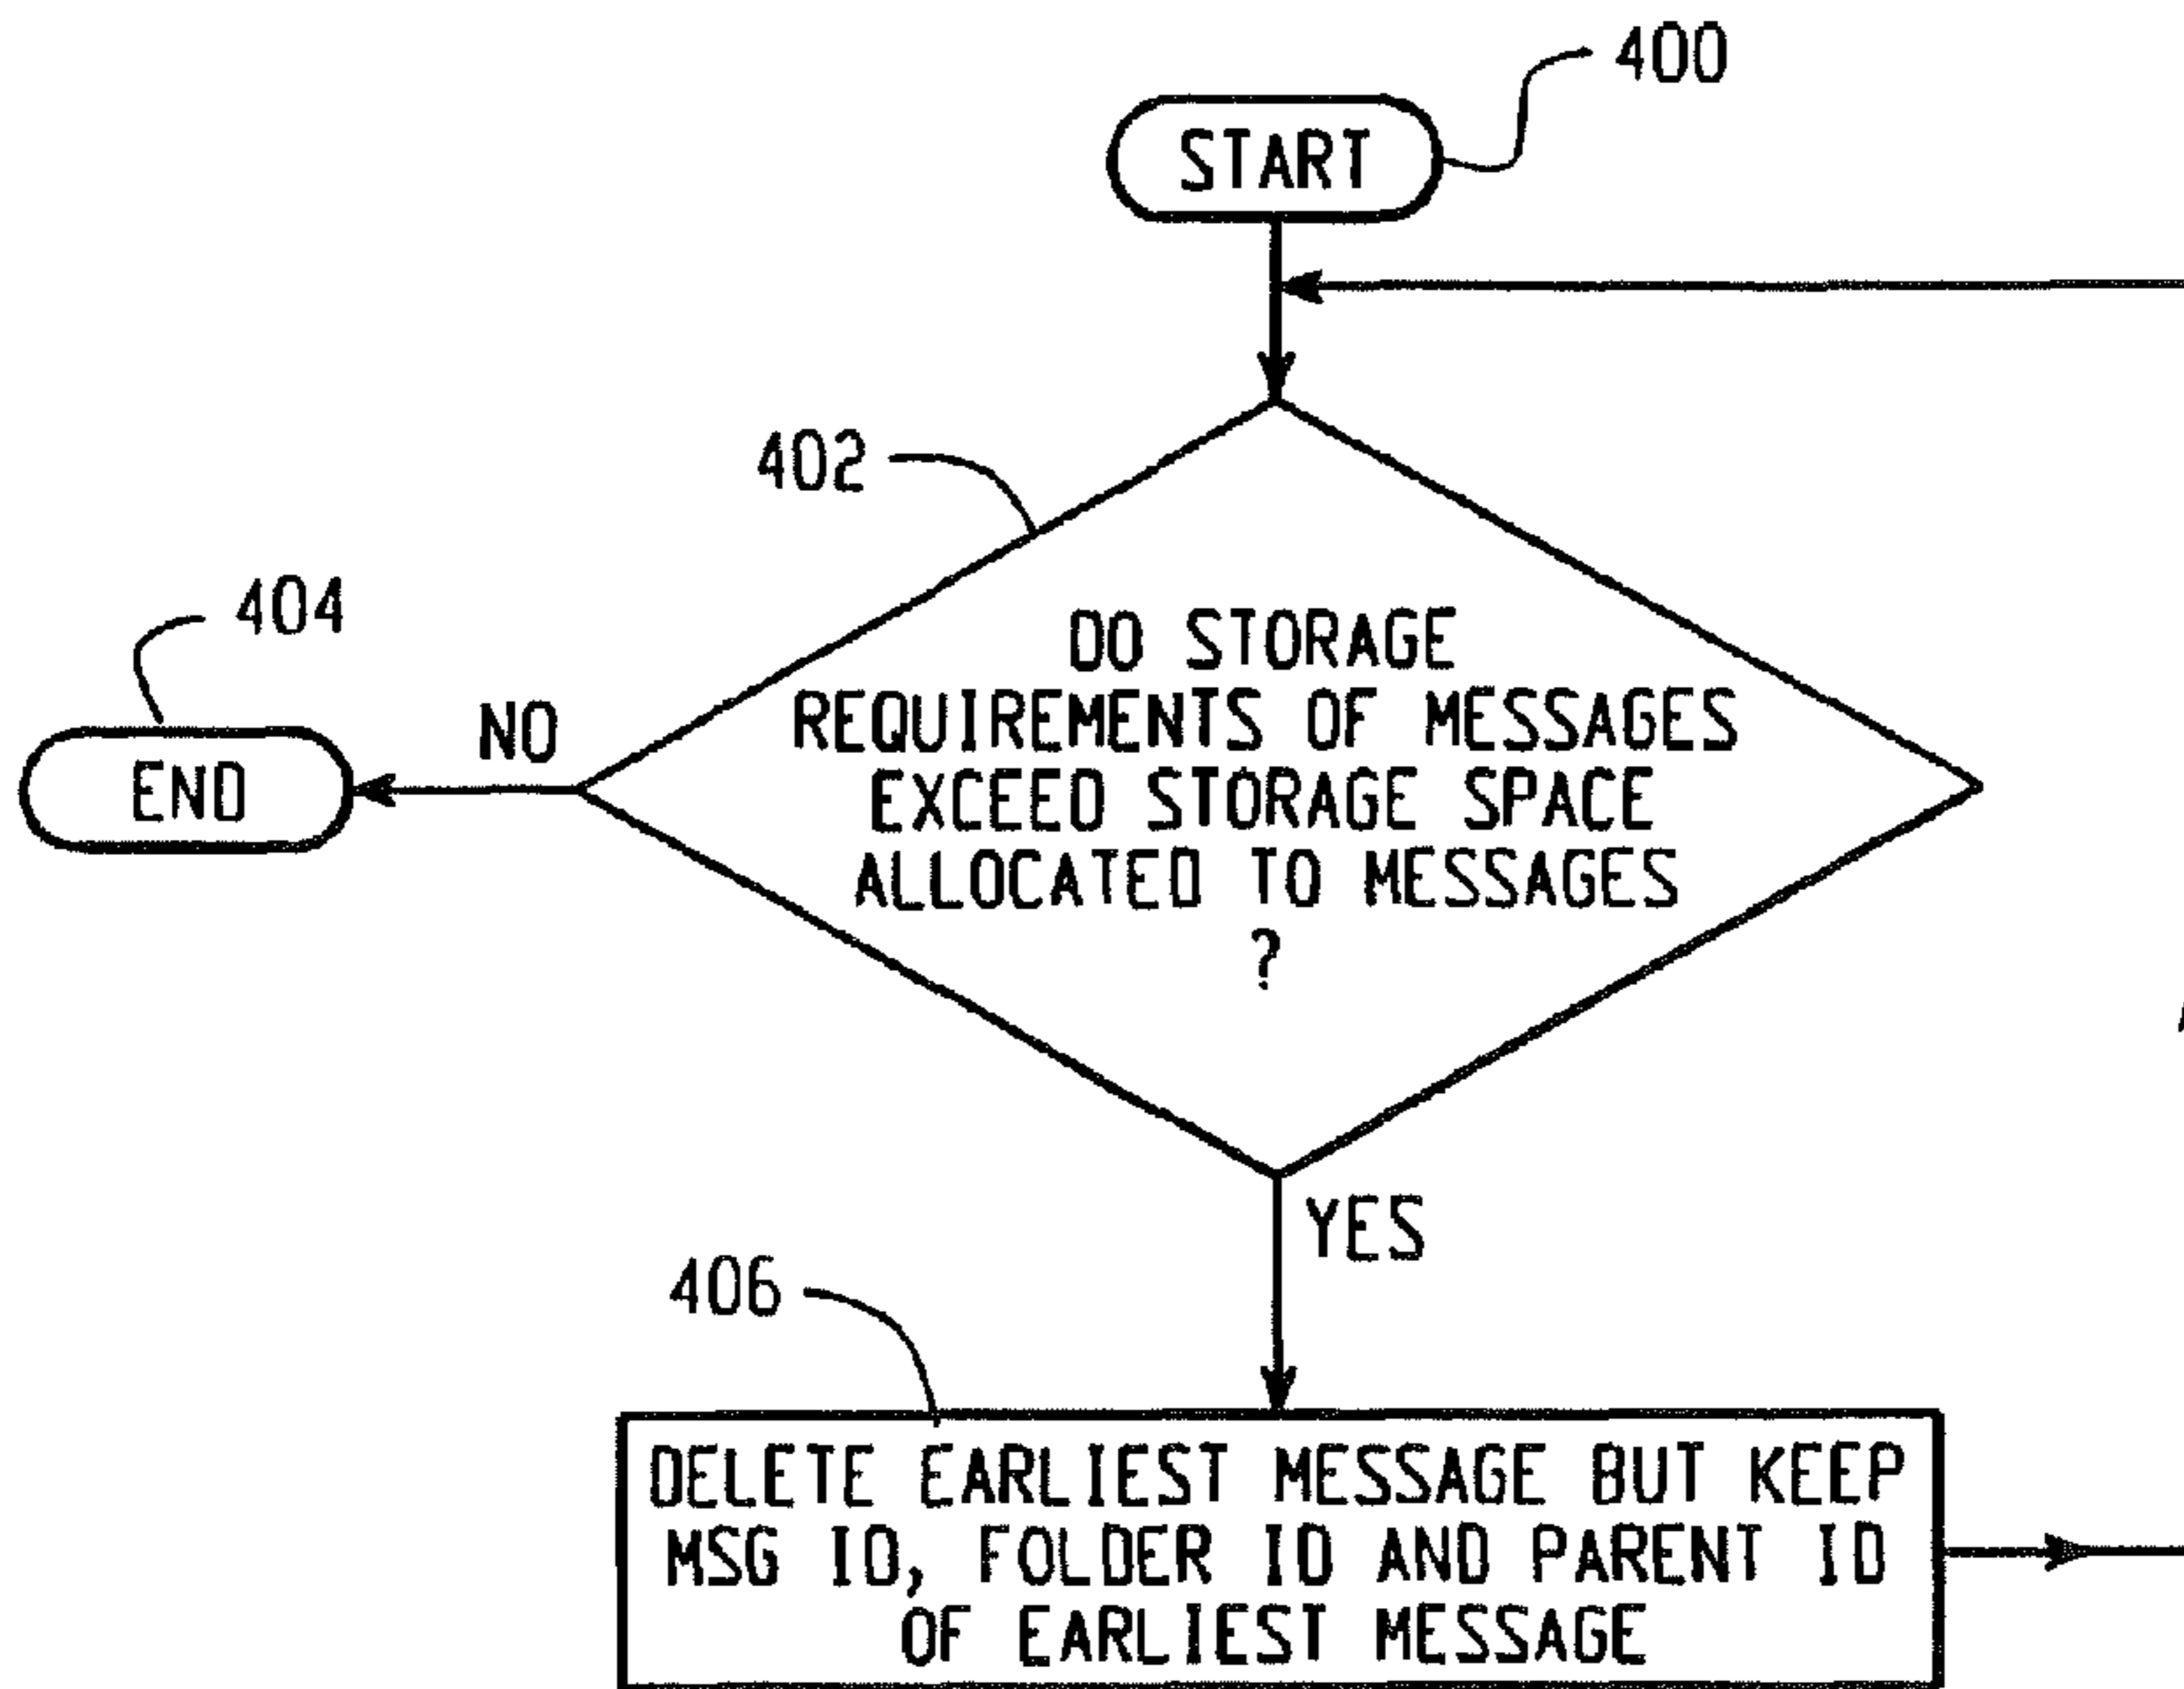 400
START
402
404
NO
END
DO STORAGE
REQUIREMENTS OF MESSAGES
EXCEED STORAGE SPACE
ALLOCATED TO MESSAGES
?
YES
406
DELETE EARLIEST MESSAGE BUT KEEP
MSG ID, FOLDER ID AND PARENT ID
OF EARLIEST MESSAGE